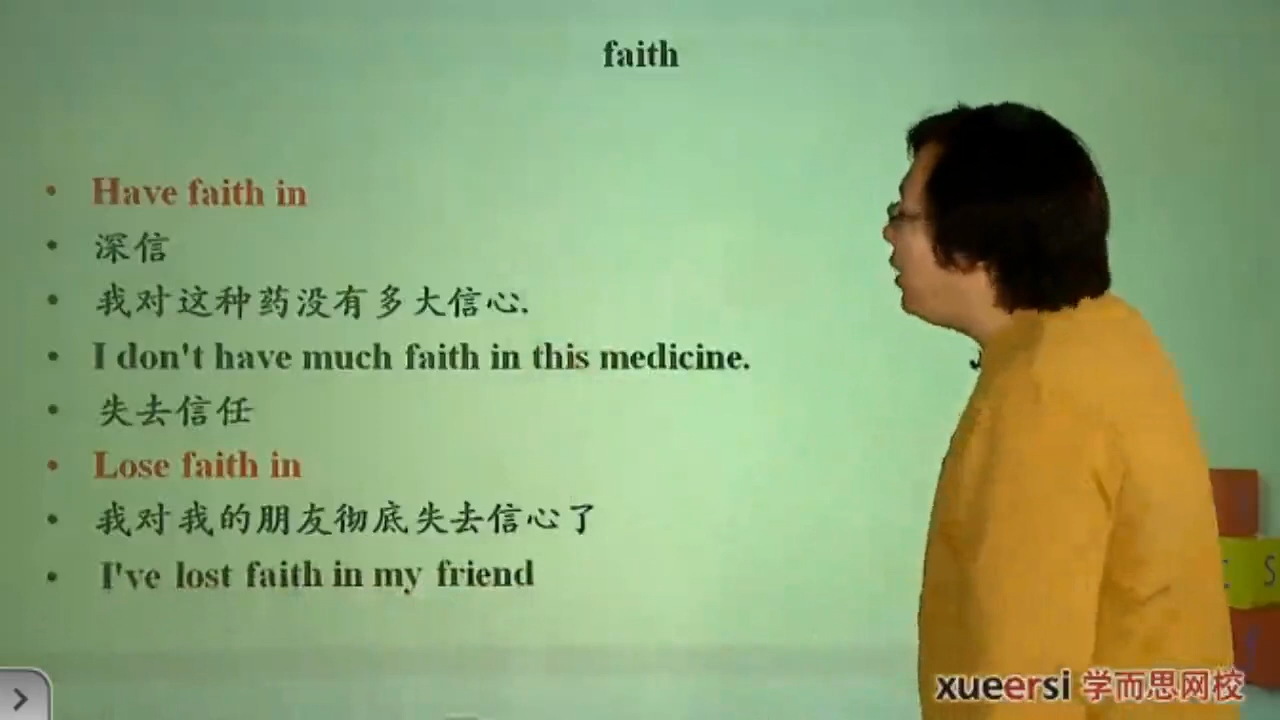 faith
• Have faith in
• 深信
• 我对这种药没有多大信心.
• I don't have much faith in this medicine.
• 失去信任
• Lose faith in
• 我对我的朋友彻底失去信心了
• I've lost faith in my friend
S
xueersi 学而思网校